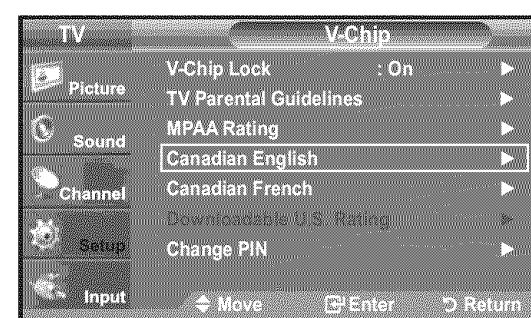 TV
V-Chip
Picture
Sound
Channel
Setup
Input
V-Chip Lock : On
TV Parental Guidelines
MPAA Rating
Canadian English
Canadian French
Downloadable U.S. Rating
Change PIN
Move Enter Return